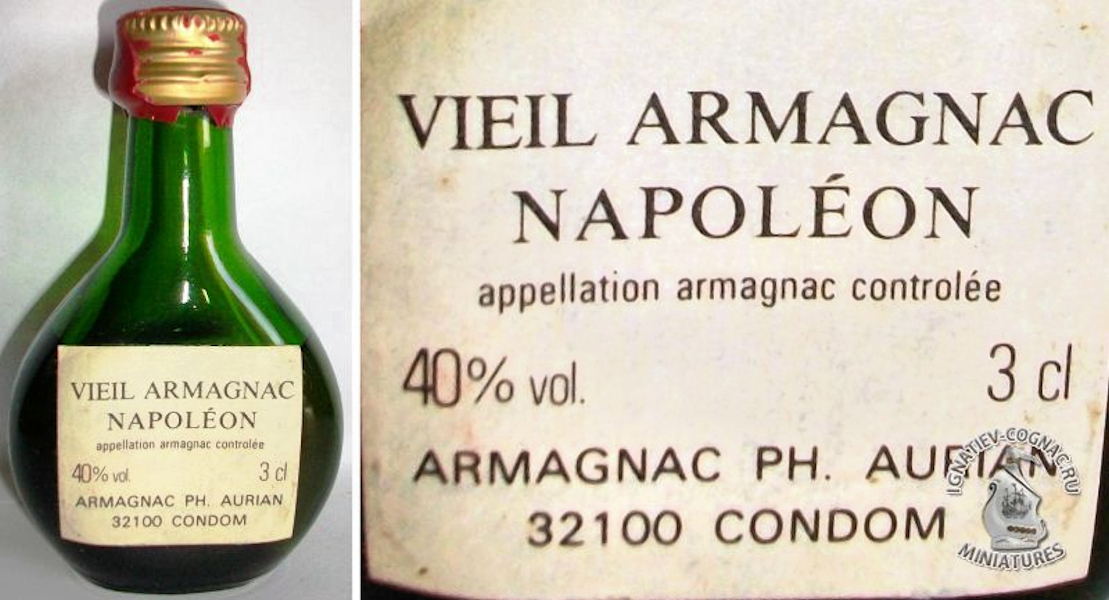 VIEIL ARMAGNAC
NAPOLÉON
appellation armagnac controlée
40% vol. 3 cl
ARMAGNAC PH. AURIAN
32100 CONDOM
VIEIL ARMAGNAC
NAPOLÉON
appellation armagnac controlée
40% vol. 3 cl
ARMAGNAC PH. AURIAN
32100 CONDOM
IGNATIEV-COGNAC.RU
MINIATURES